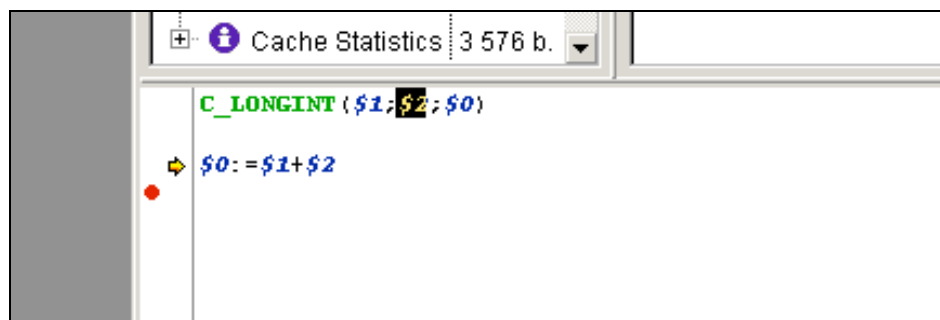 Cache Statistics 3 576 b.
C_LONGINT($1;$2;$0)
$0:=$1+$2